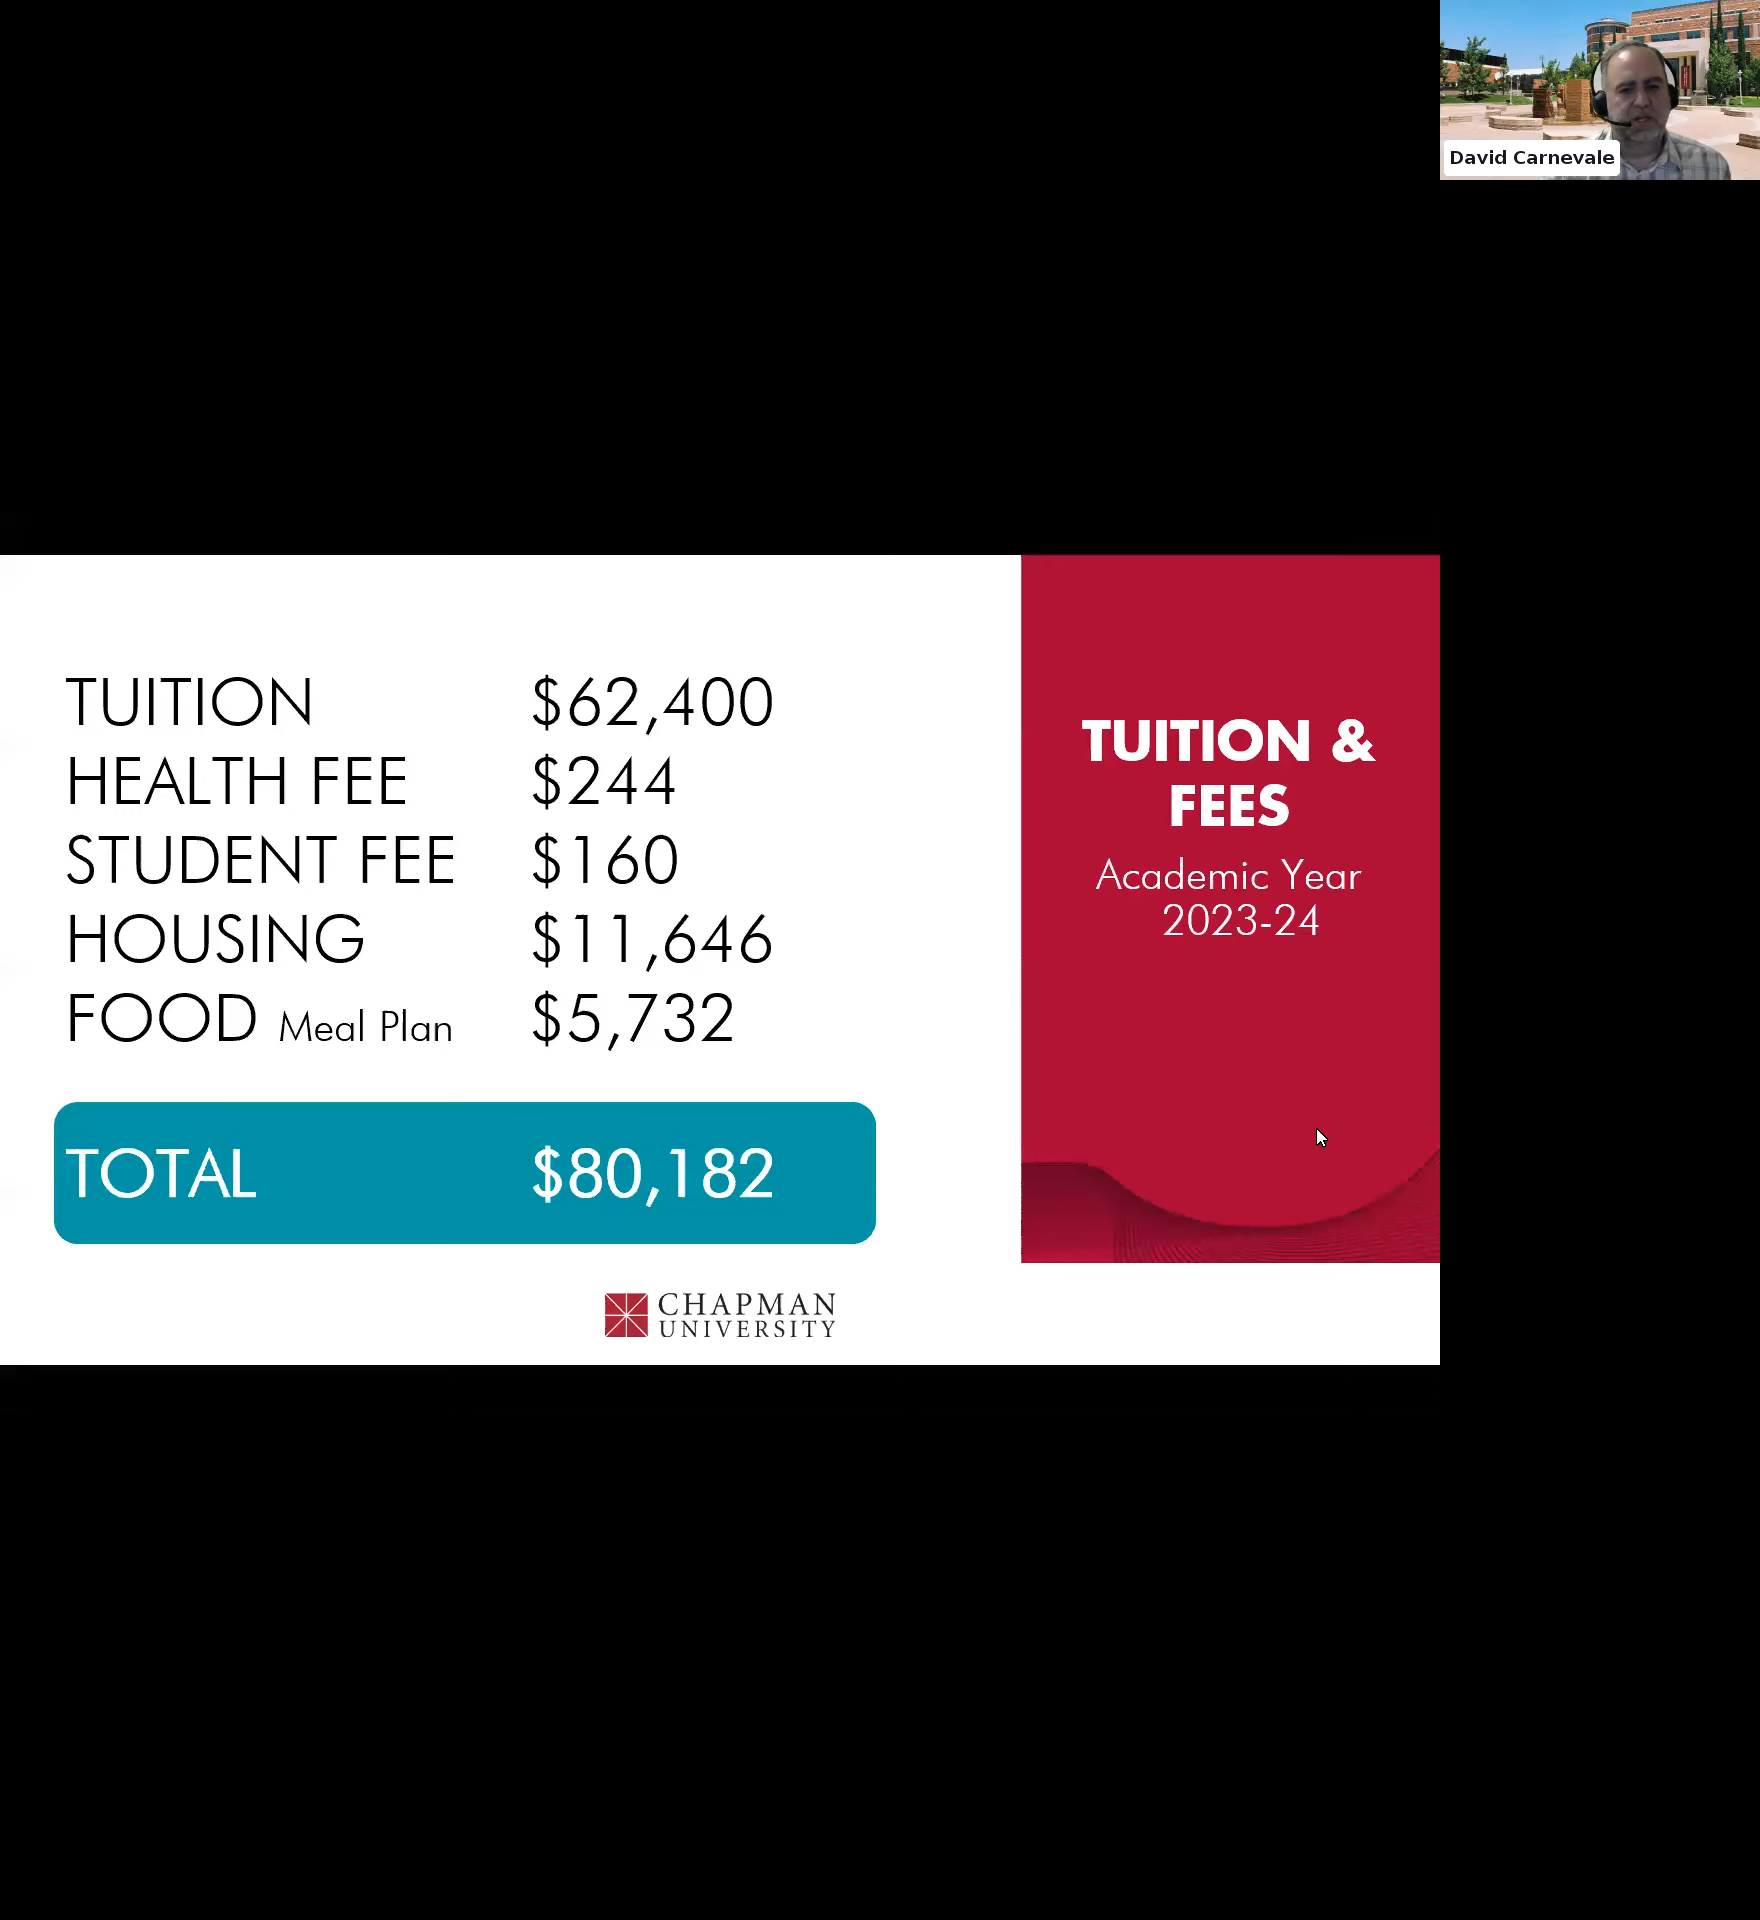 David Carnevale
TUITION $62,400
HEALTH FEE $244
STUDENT FEE $160
HOUSING $11,646
FOOD Meal Plan $5,732
TOTAL $80,182
TUITION &
FEES
Academic Year
2023-24
CHAPMAN
UNIVERSITY